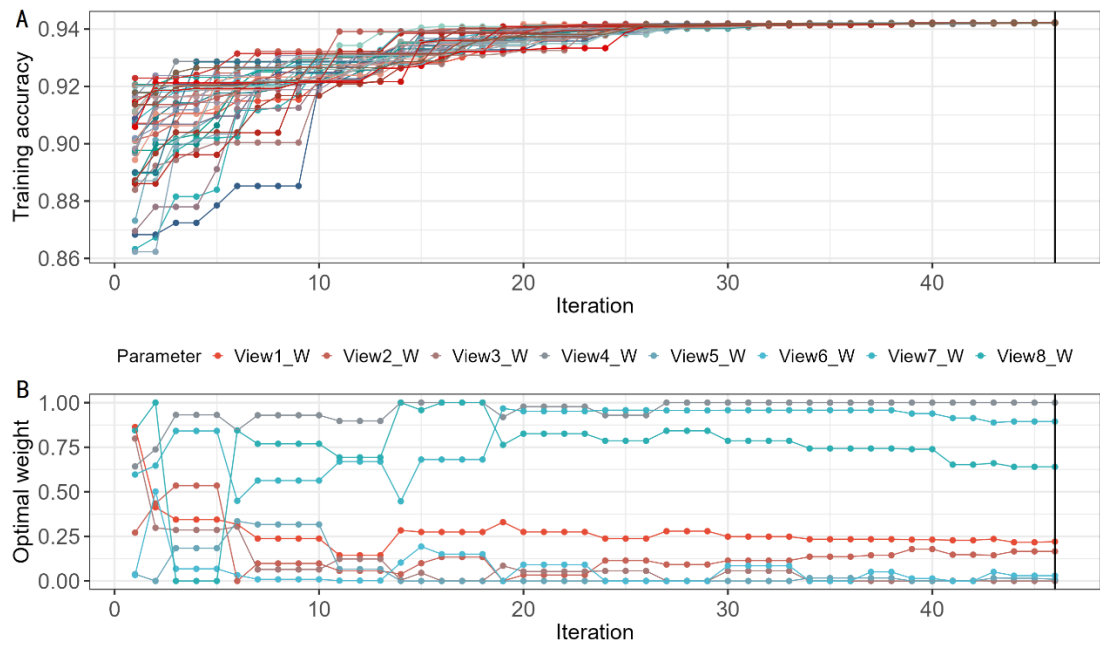 A
Training accuracy
0.94
0.92
0.90
0.88
0.86
0 10 20 30 40
Iteration
Parameter View1_W View2_W View3_W View4_W View5_W View6_W View7_W View8_W
B
Optimal weight
1.00
0.75
0.50
0.25
0.00
0 10 20 30 40
Iteration